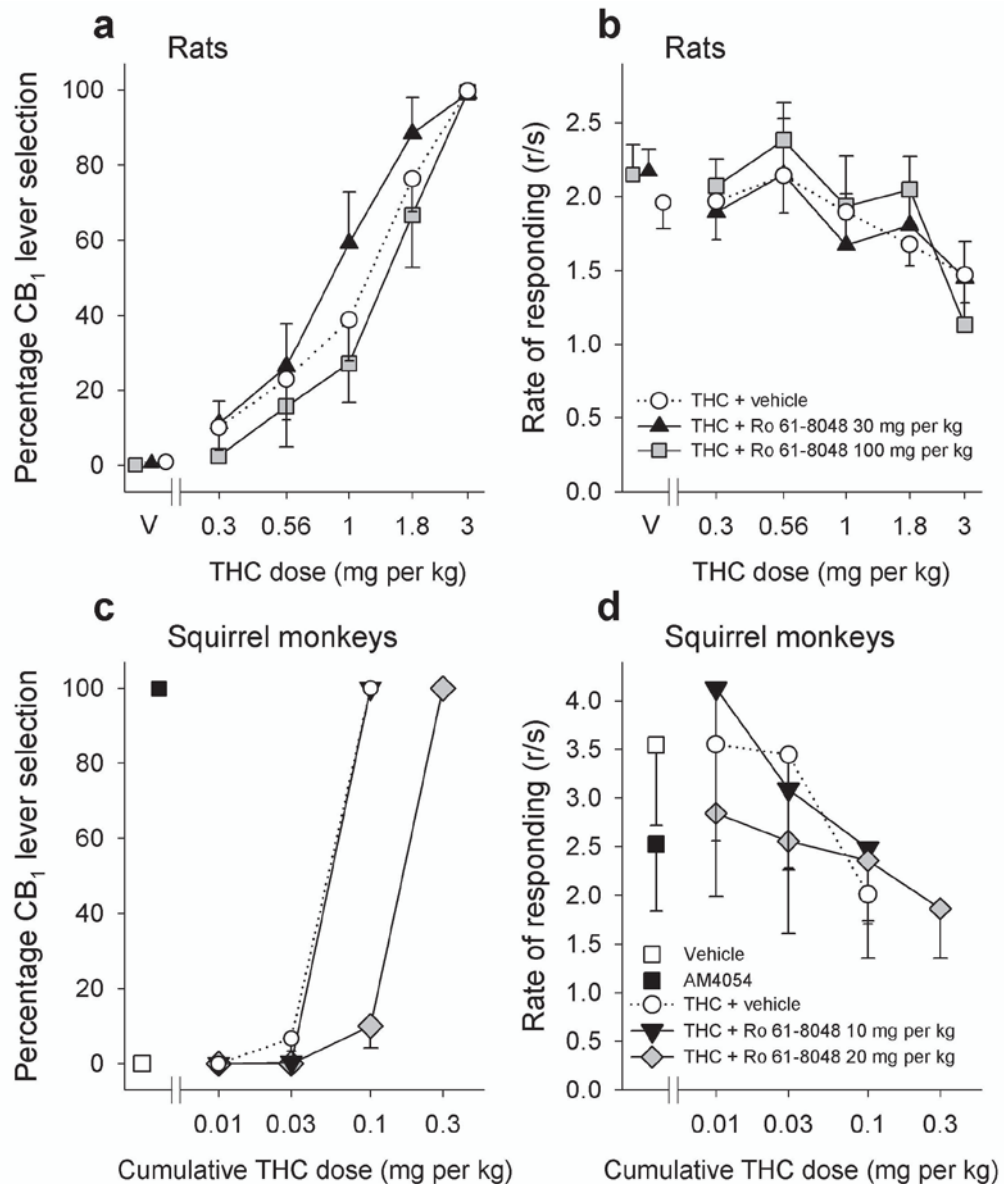 a
Rats
Percentage CB₁ lever selection
100
80
60
40
20
0
V
0.3
0.56
1
1.8
3
THC dose (mg per kg)
b
Rats
Rate of responding (r/s)
2.5
2.0
1.5
1.0
0.5
0.0
THC + vehicle
THC + Ro 61-8048 30 mg per kg
THC + Ro 61-8048 100 mg per kg
V
0.3
0.56
1
1.8
3
THC dose (mg per kg)
c
Squirrel monkeys
Percentage CB₁ lever selection
100
80
60
40
20
0
0.01
0.03
0.1
0.3
Cumulative THC dose (mg per kg)
d
Squirrel monkeys
Rate of responding (r/s)
4.0
3.5
3.0
2.5
2.0
1.5
1.0
0.5
0.0
Vehicle
AM4054
THC + vehicle
THC + Ro 61-8048 10 mg per kg
THC + Ro 61-8048 20 mg per kg
0.01
0.03
0.1
0.3
Cumulative THC dose (mg per kg)